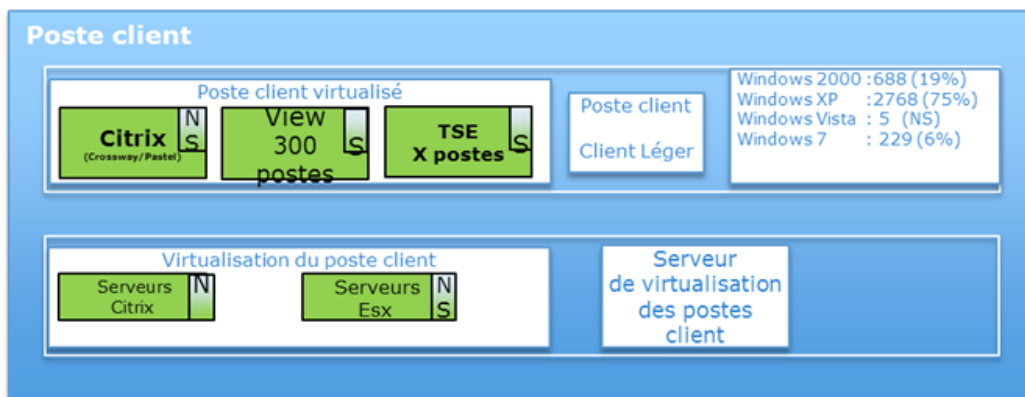 Poste client
Poste client virtualisé
Citrix
(Crossway/Pastel)
N
S
View
300
postes
S
TSE
X postes
S
Poste client
Client Léger
Windows 2000 :688 (19%)
Windows XP :2768 (75%)
Windows Vista : 5 (NS)
Windows 7 : 229 (6%)
Virtualisation du poste client
Serveurs
Citrix
N
Serveurs
Esx
N
S
Serveur
de virtualisation
des postes
client